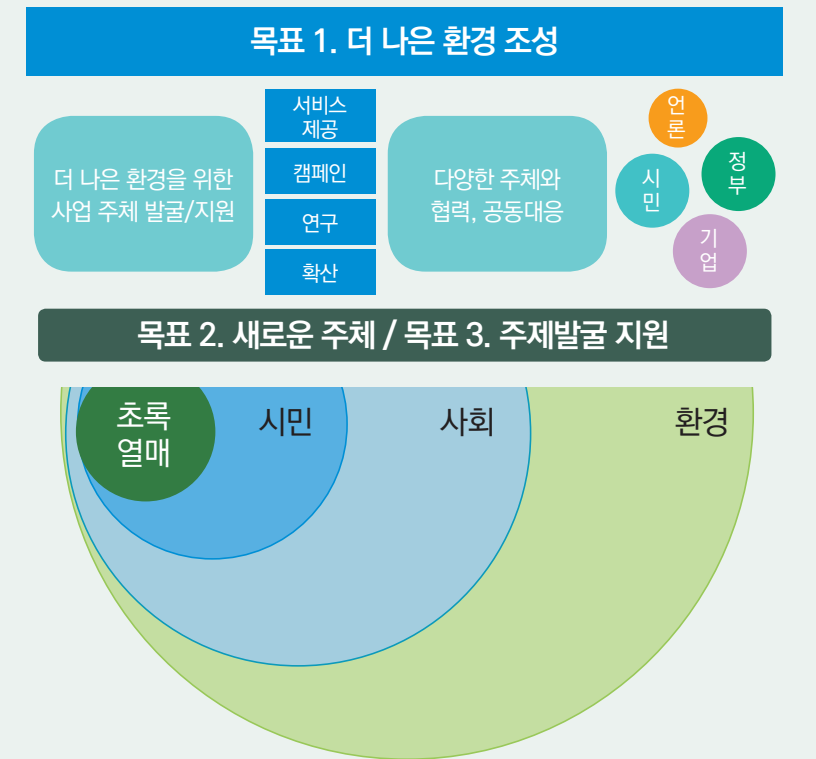 목표 1. 더 나은 환경 조성
더 나은 환경을 위한
사업 주체 발굴/지원
서비스
제공
캠페인
연구
확산
다양한 주체와
협력, 공동대응
언
론
시
민
정
부
기
업
목표 2. 새로운 주체 / 목표 3. 주제발굴 지원
초록
열매
시민
사회
환경